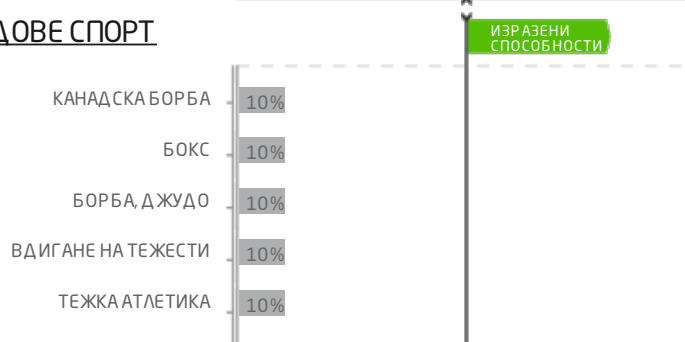 ДОВЕ СПОРТ
ИЗРАЗЕНИ
СПОСОБНОСТИ
КАНАДСКА БОРБА 10%
БОКС 10%
БОРБА, ДЖУДО 10%
ВДИГАНЕ НА ТЕЖЕСТИ 10%
ТЕЖКА АТЛЕТИКА 10%